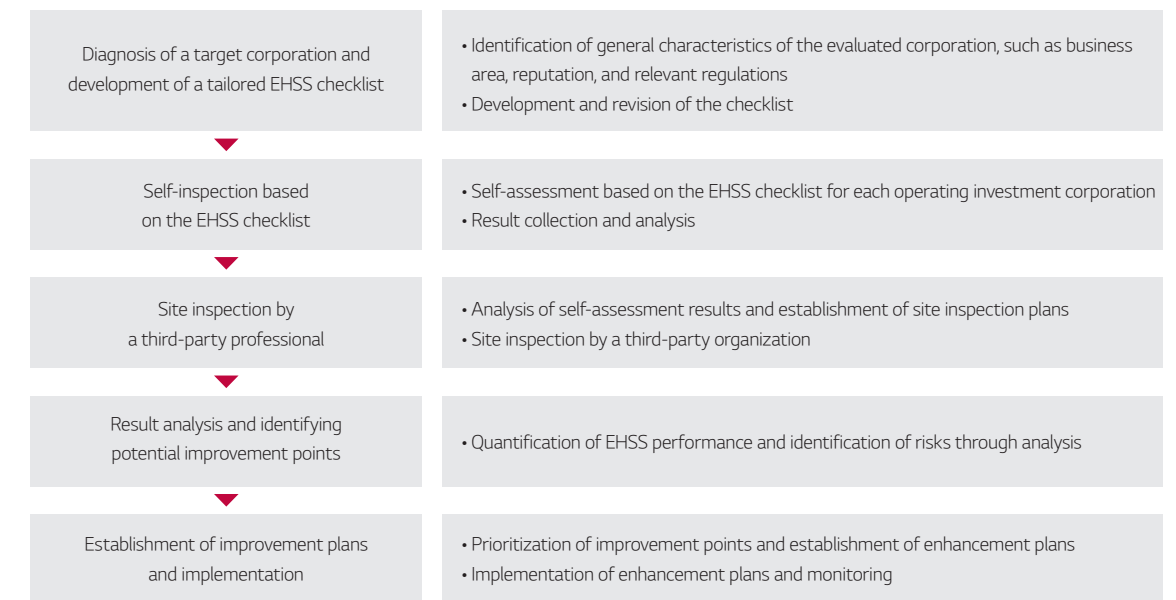 Diagnosis of a target corporation and
development of a tailored EHSS checklist
• Identification of general characteristics of the evaluated corporation, such as business
area, reputation, and relevant regulations
• Development and revision of the checklist
Self-inspection based
on the EHSS checklist
• Self-assessment based on the EHSS checklist for each operating investment corporation
• Result collection and analysis
Site inspection by
a third-party professional
• Analysis of self-assessment results and establishment of site inspection plans
• Site inspection by a third-party organization
Result analysis and identifying
potential improvement points
• Quantification of EHSS performance and identification of risks through analysis
Establishment of improvement plans
and implementation
• Prioritization of improvement points and establishment of enhancement plans
• Implementation of enhancement plans and monitoring